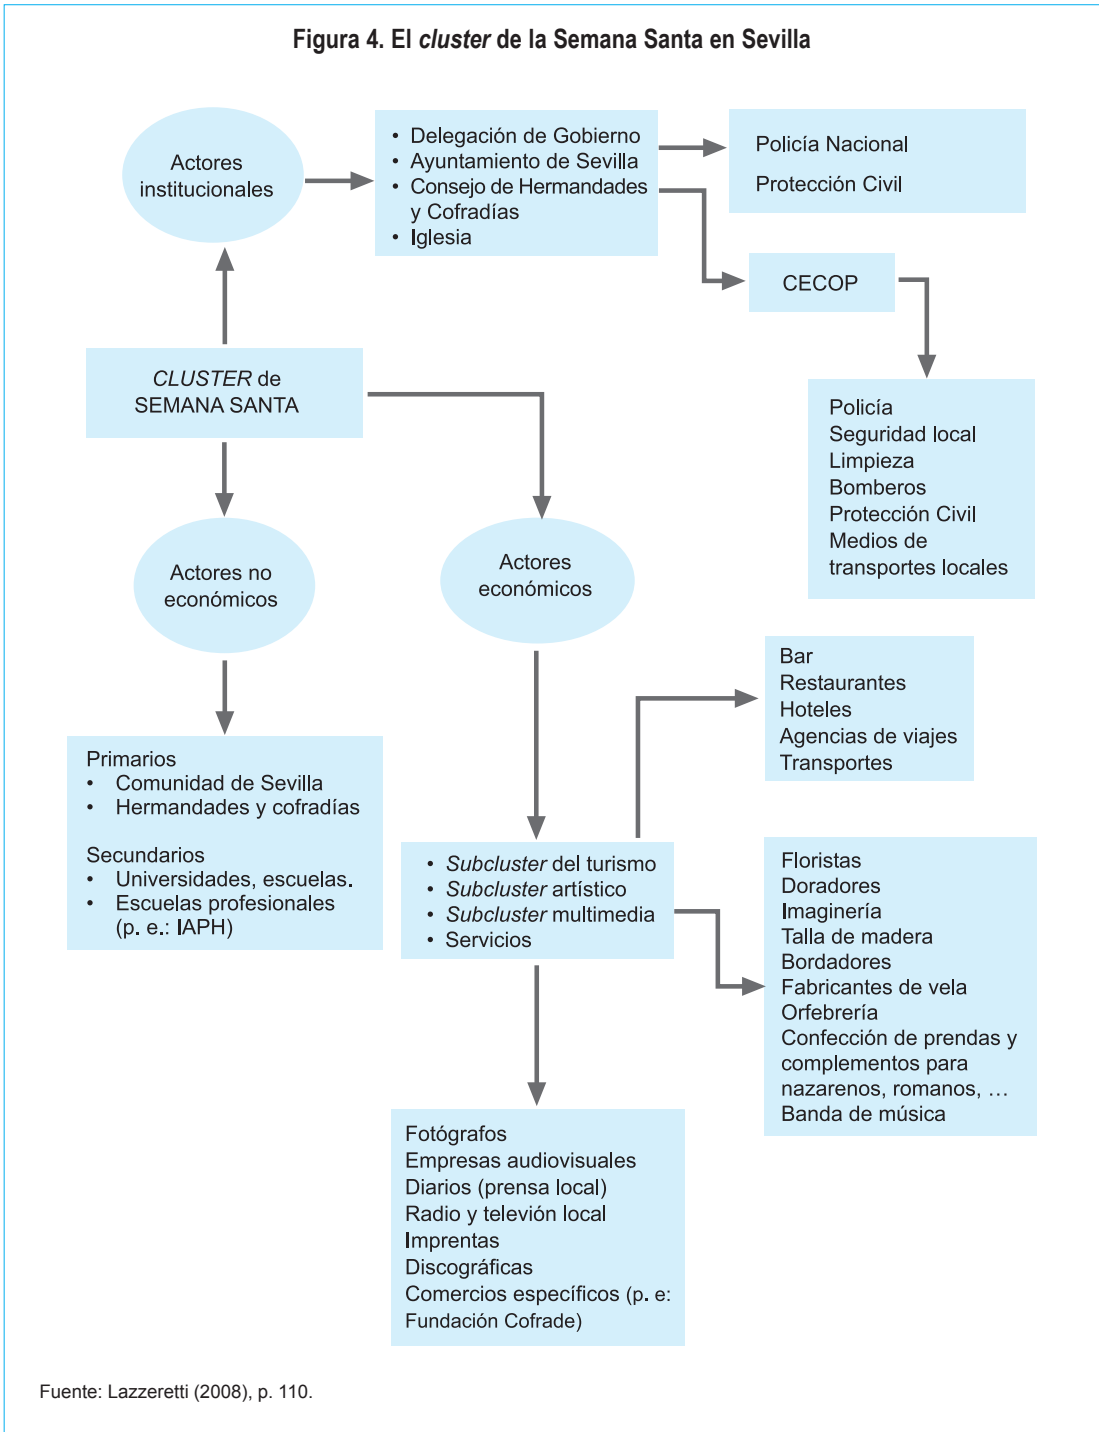 Figura 4. El cluster de la Semana Santa en Sevilla
Actores
institucionales
• Delegación de Gobierno
• Ayuntamiento de Sevilla
• Consejo de Hermandades
y Cofradías
• Iglesia
Policía Nacional
Protección Civil
CECOP
CLUSTER de
SEMANA SANTA
Policía
Seguridad local
Limpieza
Bomberos
Protección Civil
Medios de
transportes locales
Actores no
económicos
Actores
económicos
Bar
Restaurantes
Hoteles
Agencias de viajes
Transportes
Primarios
• Comunidad de Sevilla
• Hermandades y cofradías
Secundarios
• Universidades, escuelas.
• Escuelas profesionales
(p. e.: IAPH)
• Subcluster del turismo
• Subcluster artístico
• Subcluster multimedia
• Servicios
Floristas
Doradores
Imaginería
Talla de madera
Bordadores
Fabricantes de vela
Orfebrería
Confección de prendas y
complementos para
nazarenos, romanos, …
Banda de música
Fotógrafos
Empresas audiovisuales
Diarios (prensa local)
Radio y televión local
Imprentas
Discográficas
Comercios específicos (p. e:
Fundación Cofrade)
Fuente: Lazzeretti (2008), p. 110.